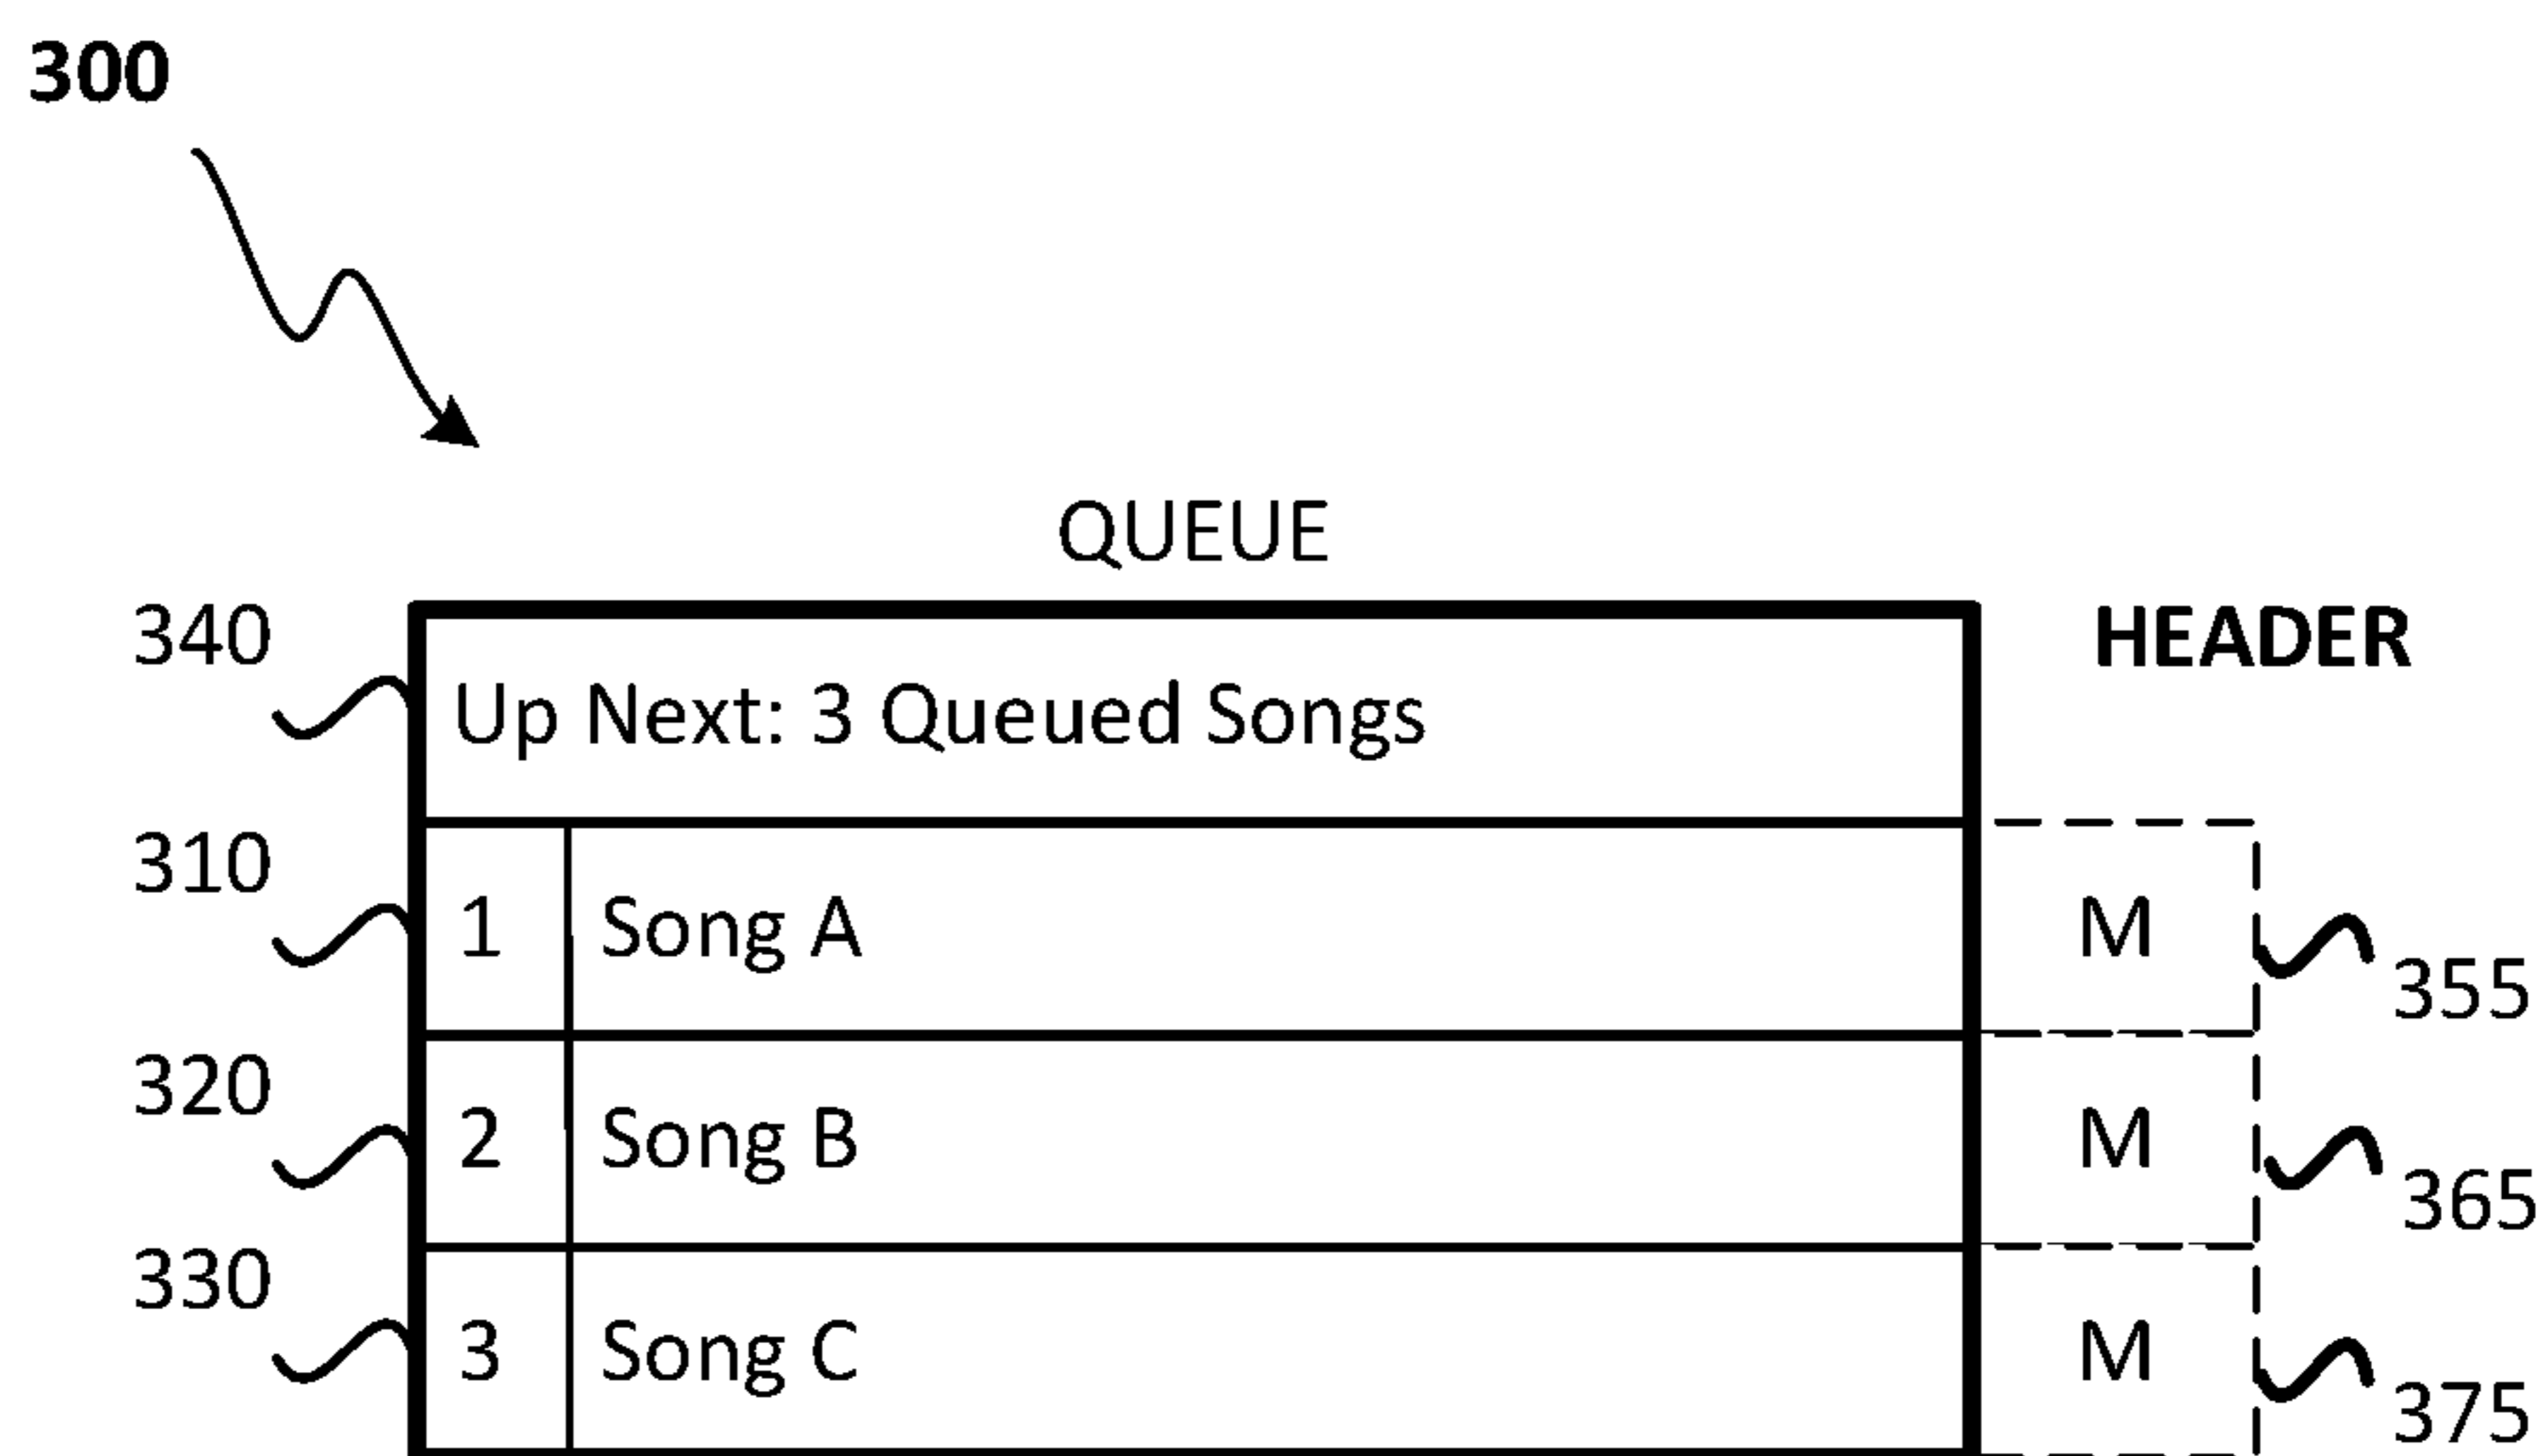 300
QUEUE
340
HEADER
Up Next: 3 Queued Songs
310
1 Song A M
355
320
2 Song B M
365
330
3 Song C M
375